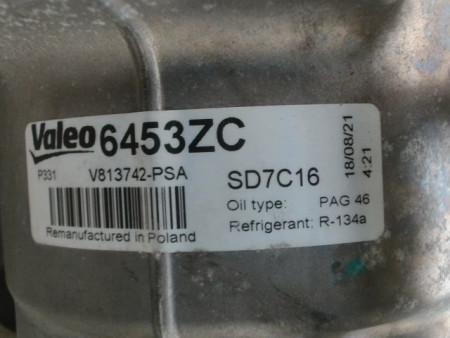 Valeo 6453ZC
P331 V813742-PSA
SD7C16
Oil type: PAG 46
Refrigerant: R-134a
Remanufactured in Poland
18/08/21
4:21